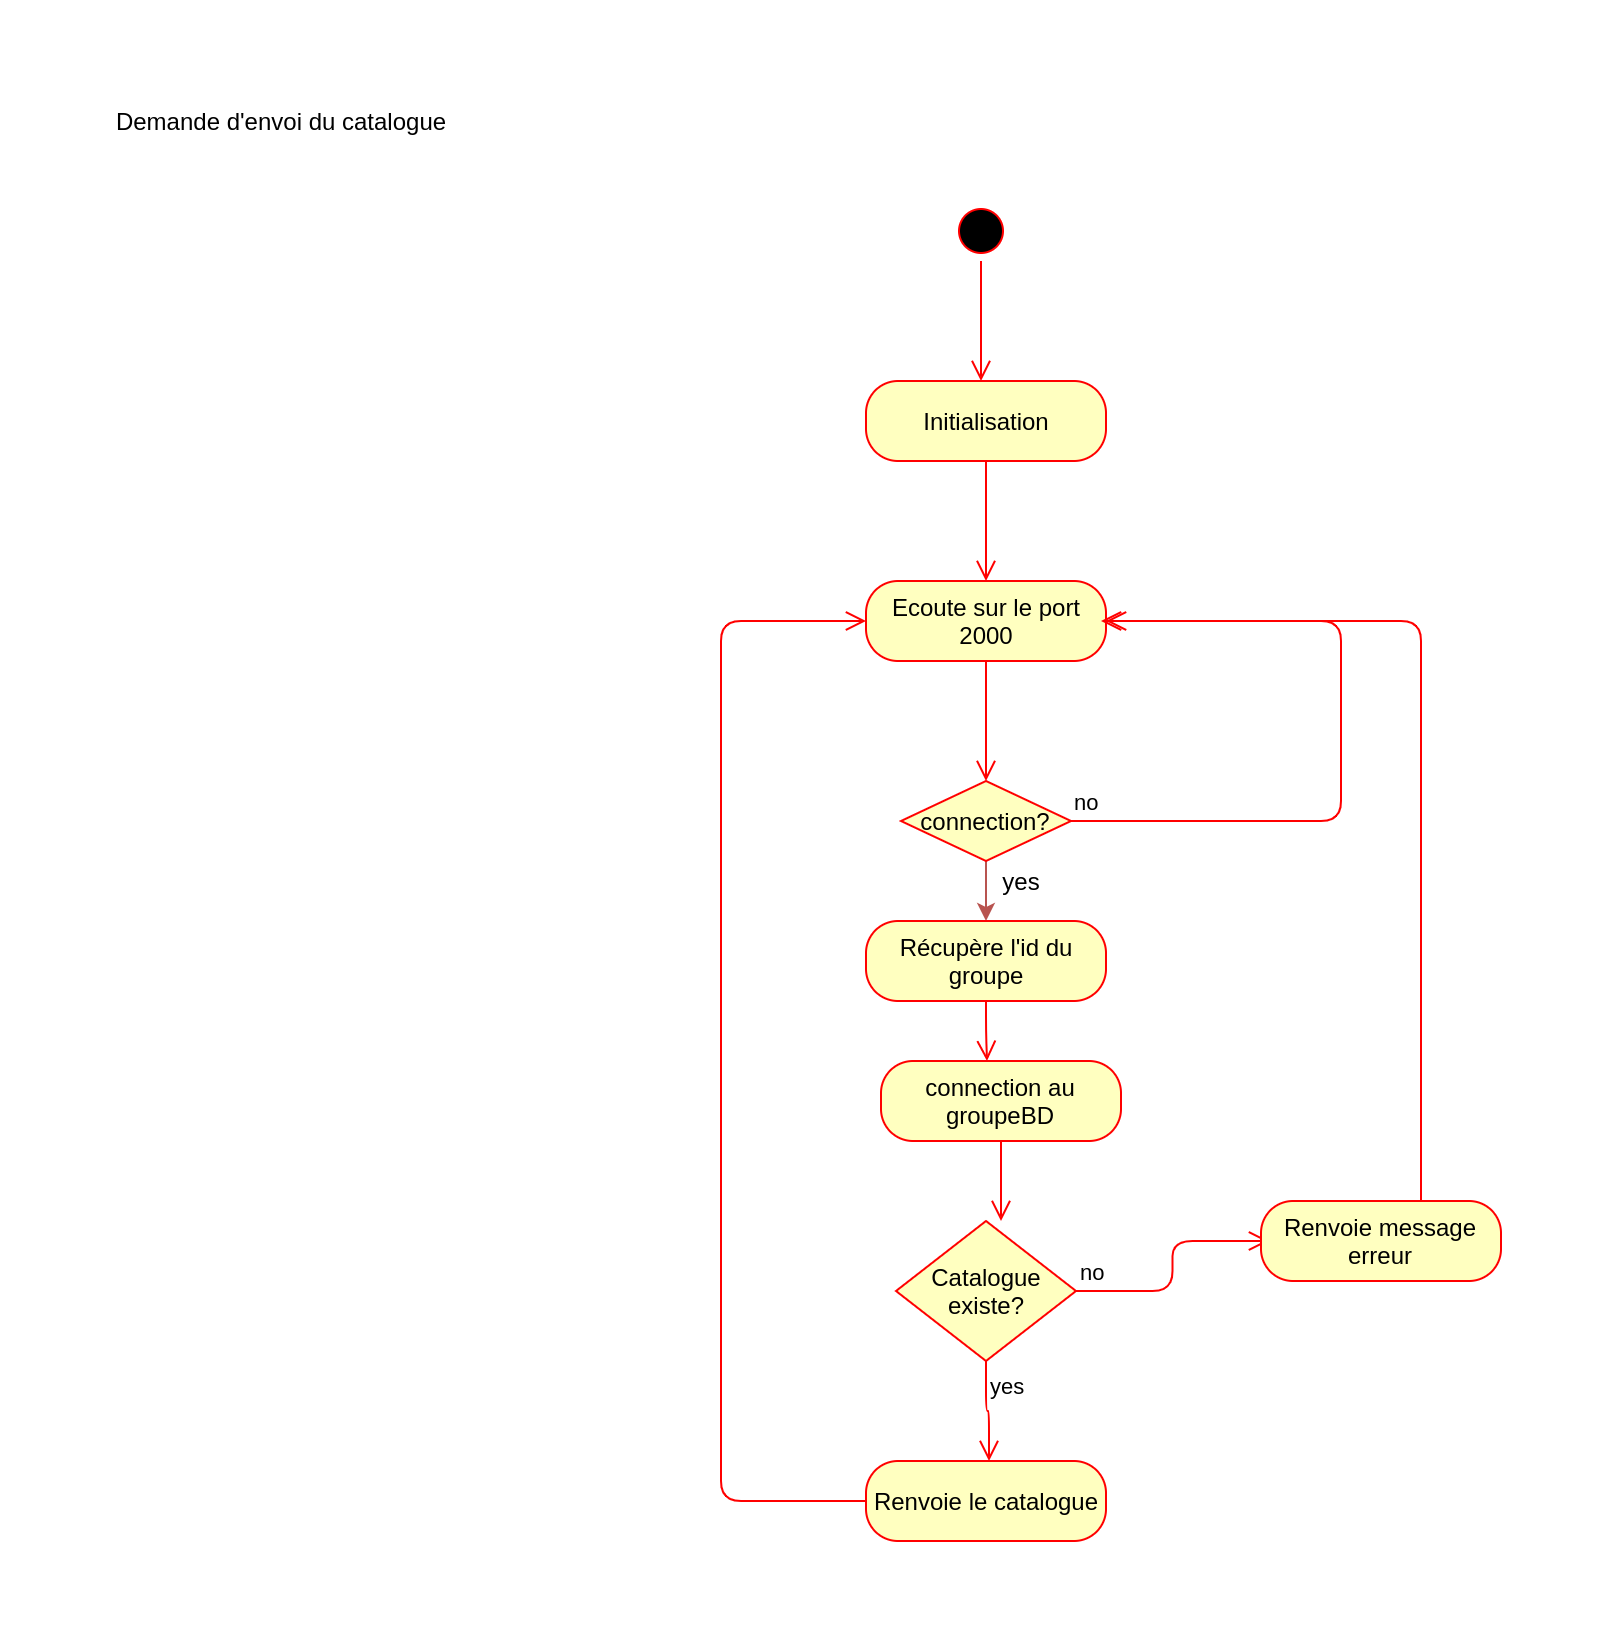 Demande d'envoi du catalogue
Initialisation
Ecoute sur le port
2000
connection?
no
yes
Récupère l'id du
groupe
connection au
groupeBD
Catalogue
existe?
no
Renvoie message
erreur
yes
Renvoie le catalogue